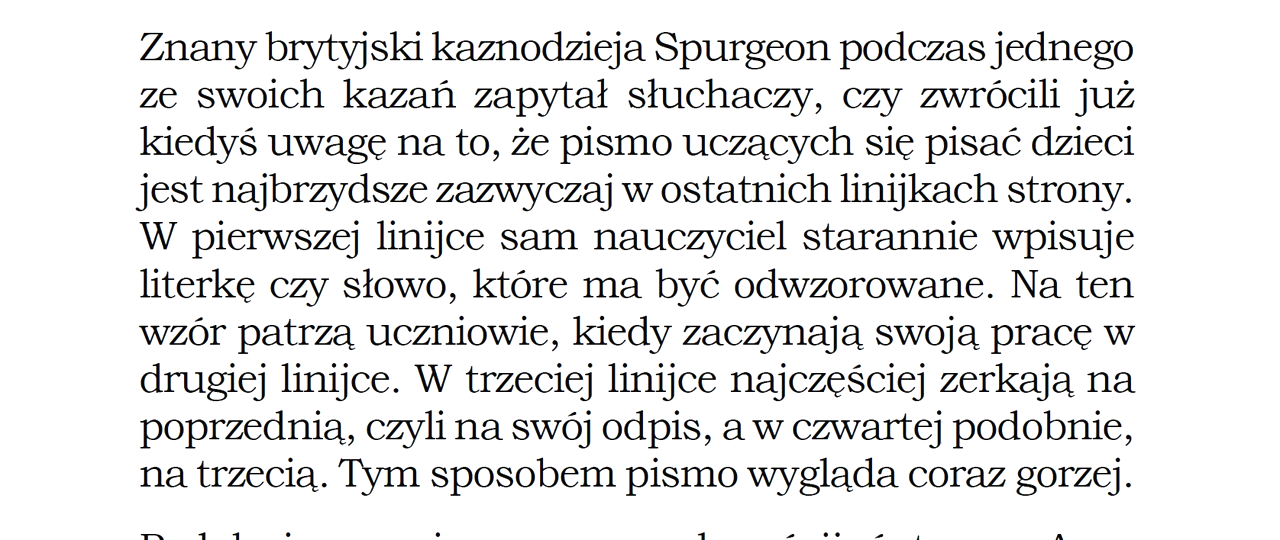 Znany brytyjski kaznodzieja Spurgeon podczas jednego
ze swoich kazań zapytał słuchaczy, czy zwrócili już
kiedyś uwagę na to, że pismo uczących się pisać dzieci
jest najbrzydsze zazwyczaj w ostatnich linijkach strony.
W pierwszej linijce sam nauczyciel starannie wpisuje
literkę czy słowo, które ma być odwzorowane. Na ten
wzór patrzą uczniowie, kiedy zaczynają swoją pracę w
drugiej linijce. W trzeciej linijce najczęściej zerkają na
poprzednią, czyli na swój odpis, a w czwartej podobnie,
na trzecią. Tym sposobem pismo wygląda coraz gorzej.